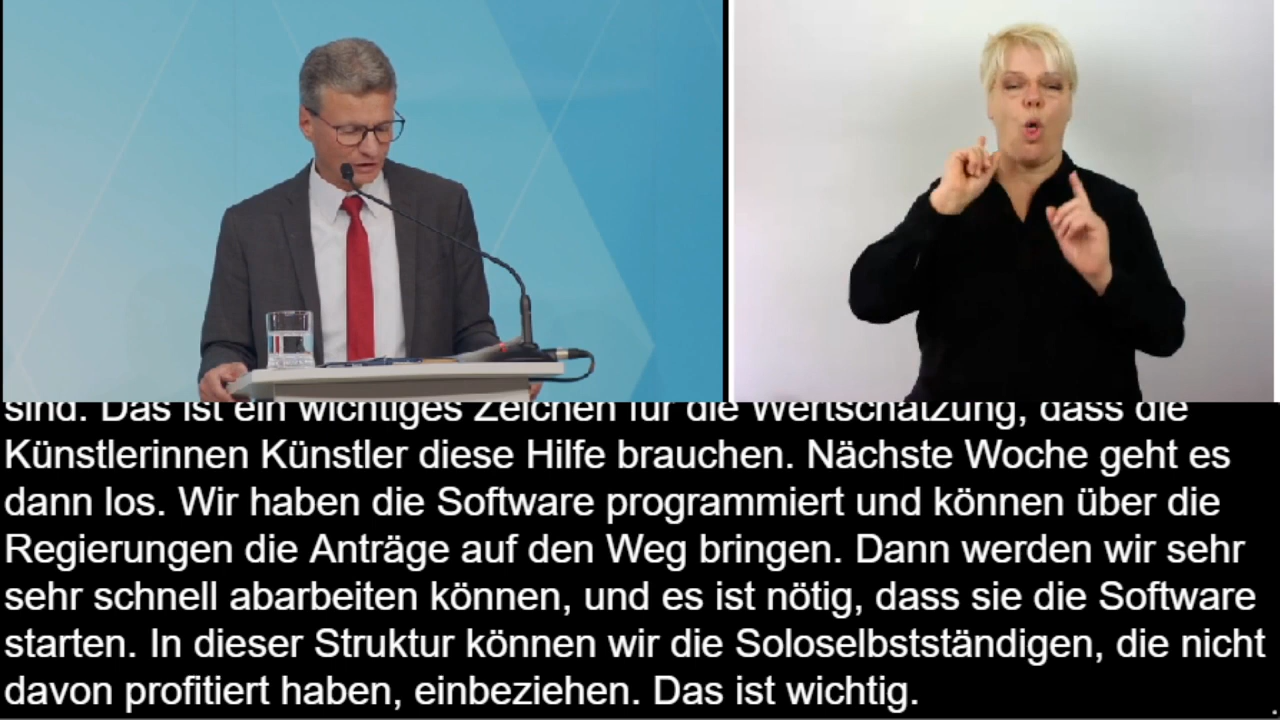 sind. Das ist ein wichtiges Zeichen für die Wertschätzung, dass die
Künstlerinnen Künstler diese Hilfe brauchen. Nächste Woche geht es
dann los. Wir haben die Software programmiert und können über die
Regierungen die Anträge auf den Weg bringen. Dann werden wir sehr
sehr schnell abarbeiten können, und es ist nötig, dass sie die Software
starten. In dieser Struktur können wir die Soloselbstständigen, die nicht
davon profitiert haben, einbeziehen. Das ist wichtig.